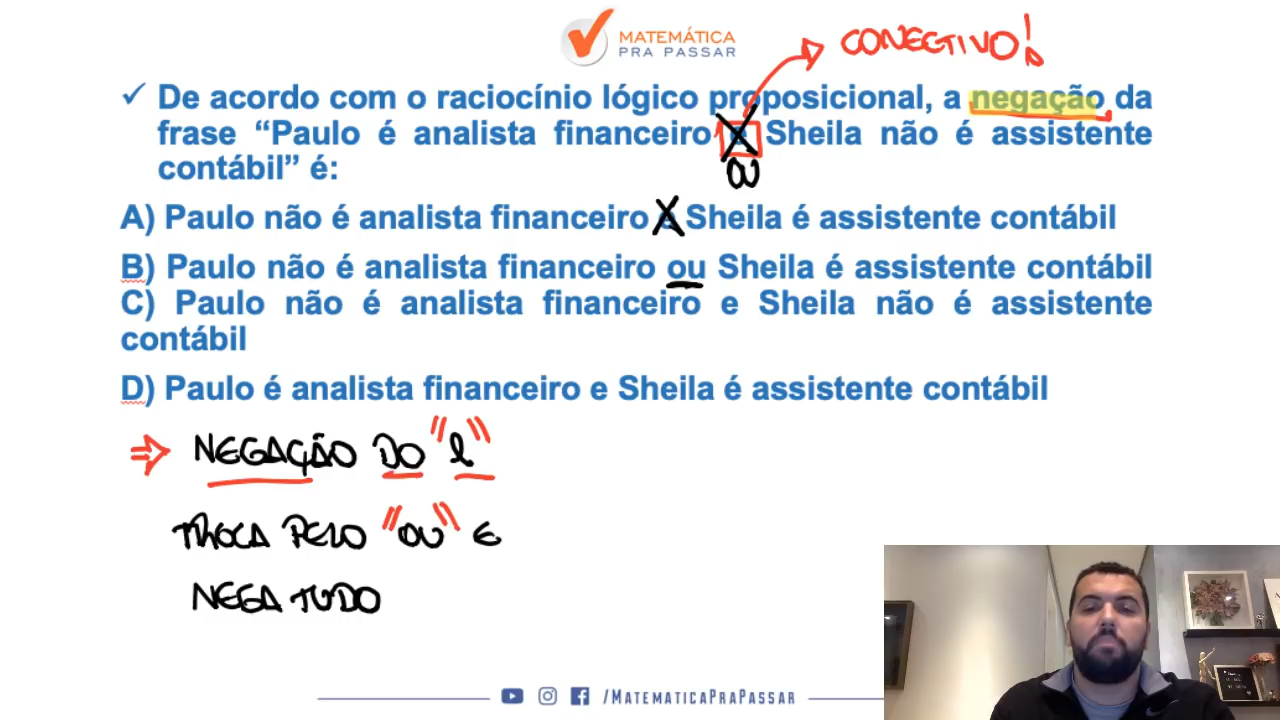 MATEMÁTICA
PRA PASSAR
CONECTIVO!
✓ De acordo com o raciocínio lógico proposicional, a negação da
frase “Paulo é analista financeiro e Sheila não é assistente
contábil” é:
OU
A) Paulo não é analista financeiro e Sheila é assistente contábil
B) Paulo não é analista financeiro ou Sheila é assistente contábil
C) Paulo não é analista financeiro e Sheila não é assistente
contábil
D) Paulo é analista financeiro e Sheila é assistente contábil
⇒ NEGAÇÃO DO "e"
TROCA PELO "OU" E
NEGA TUDO
/MATEMATICAPRAPASSAR